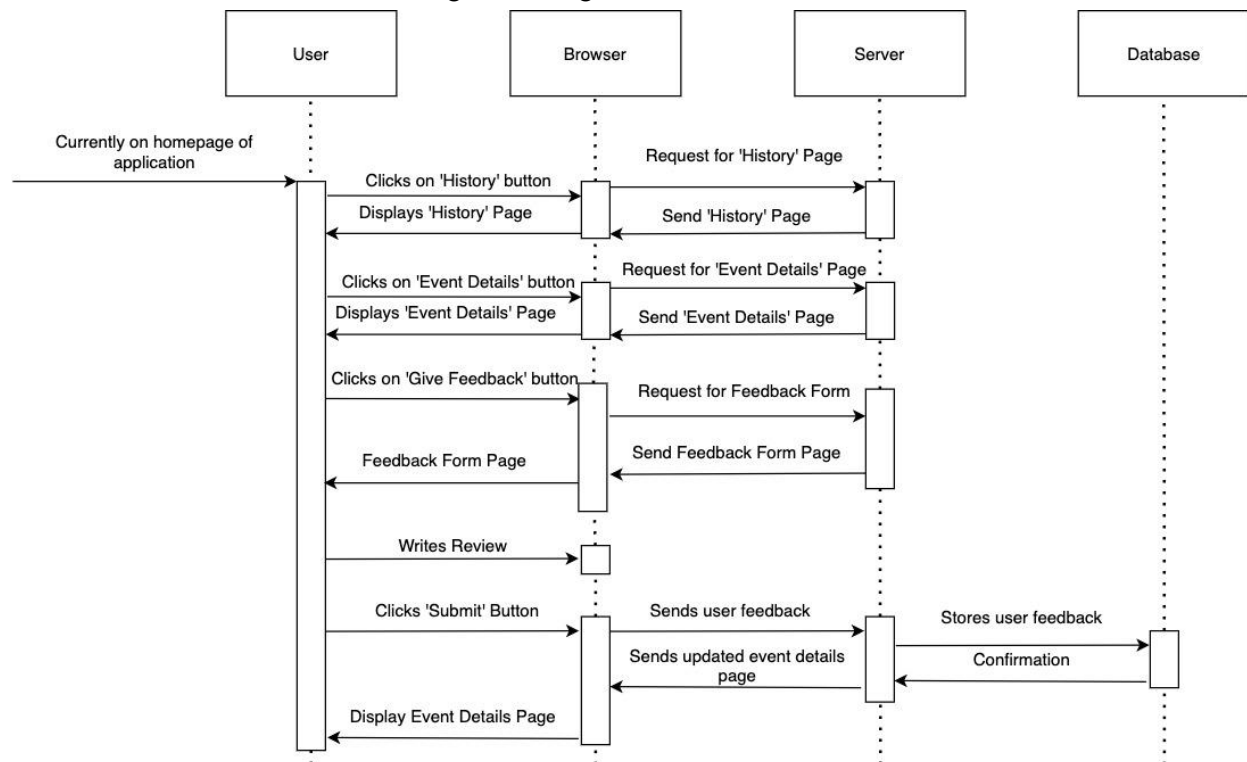 User
Browser
Server
Database
Currently on homepage of
application
Request for 'History' Page
Clicks on 'History' button
Displays 'History' Page
Send 'History' Page
Request for 'Event Details' Page
Clicks on 'Event Details' button
Displays 'Event Details' Page
Send 'Event Details' Page
Clicks on 'Give Feedback' button
Request for Feedback Form
Send Feedback Form Page
Feedback Form Page
Writes Review
Clicks 'Submit' Button
Sends user feedback
Stores user feedback
Sends updated event details
page
Confirmation
Display Event Details Page